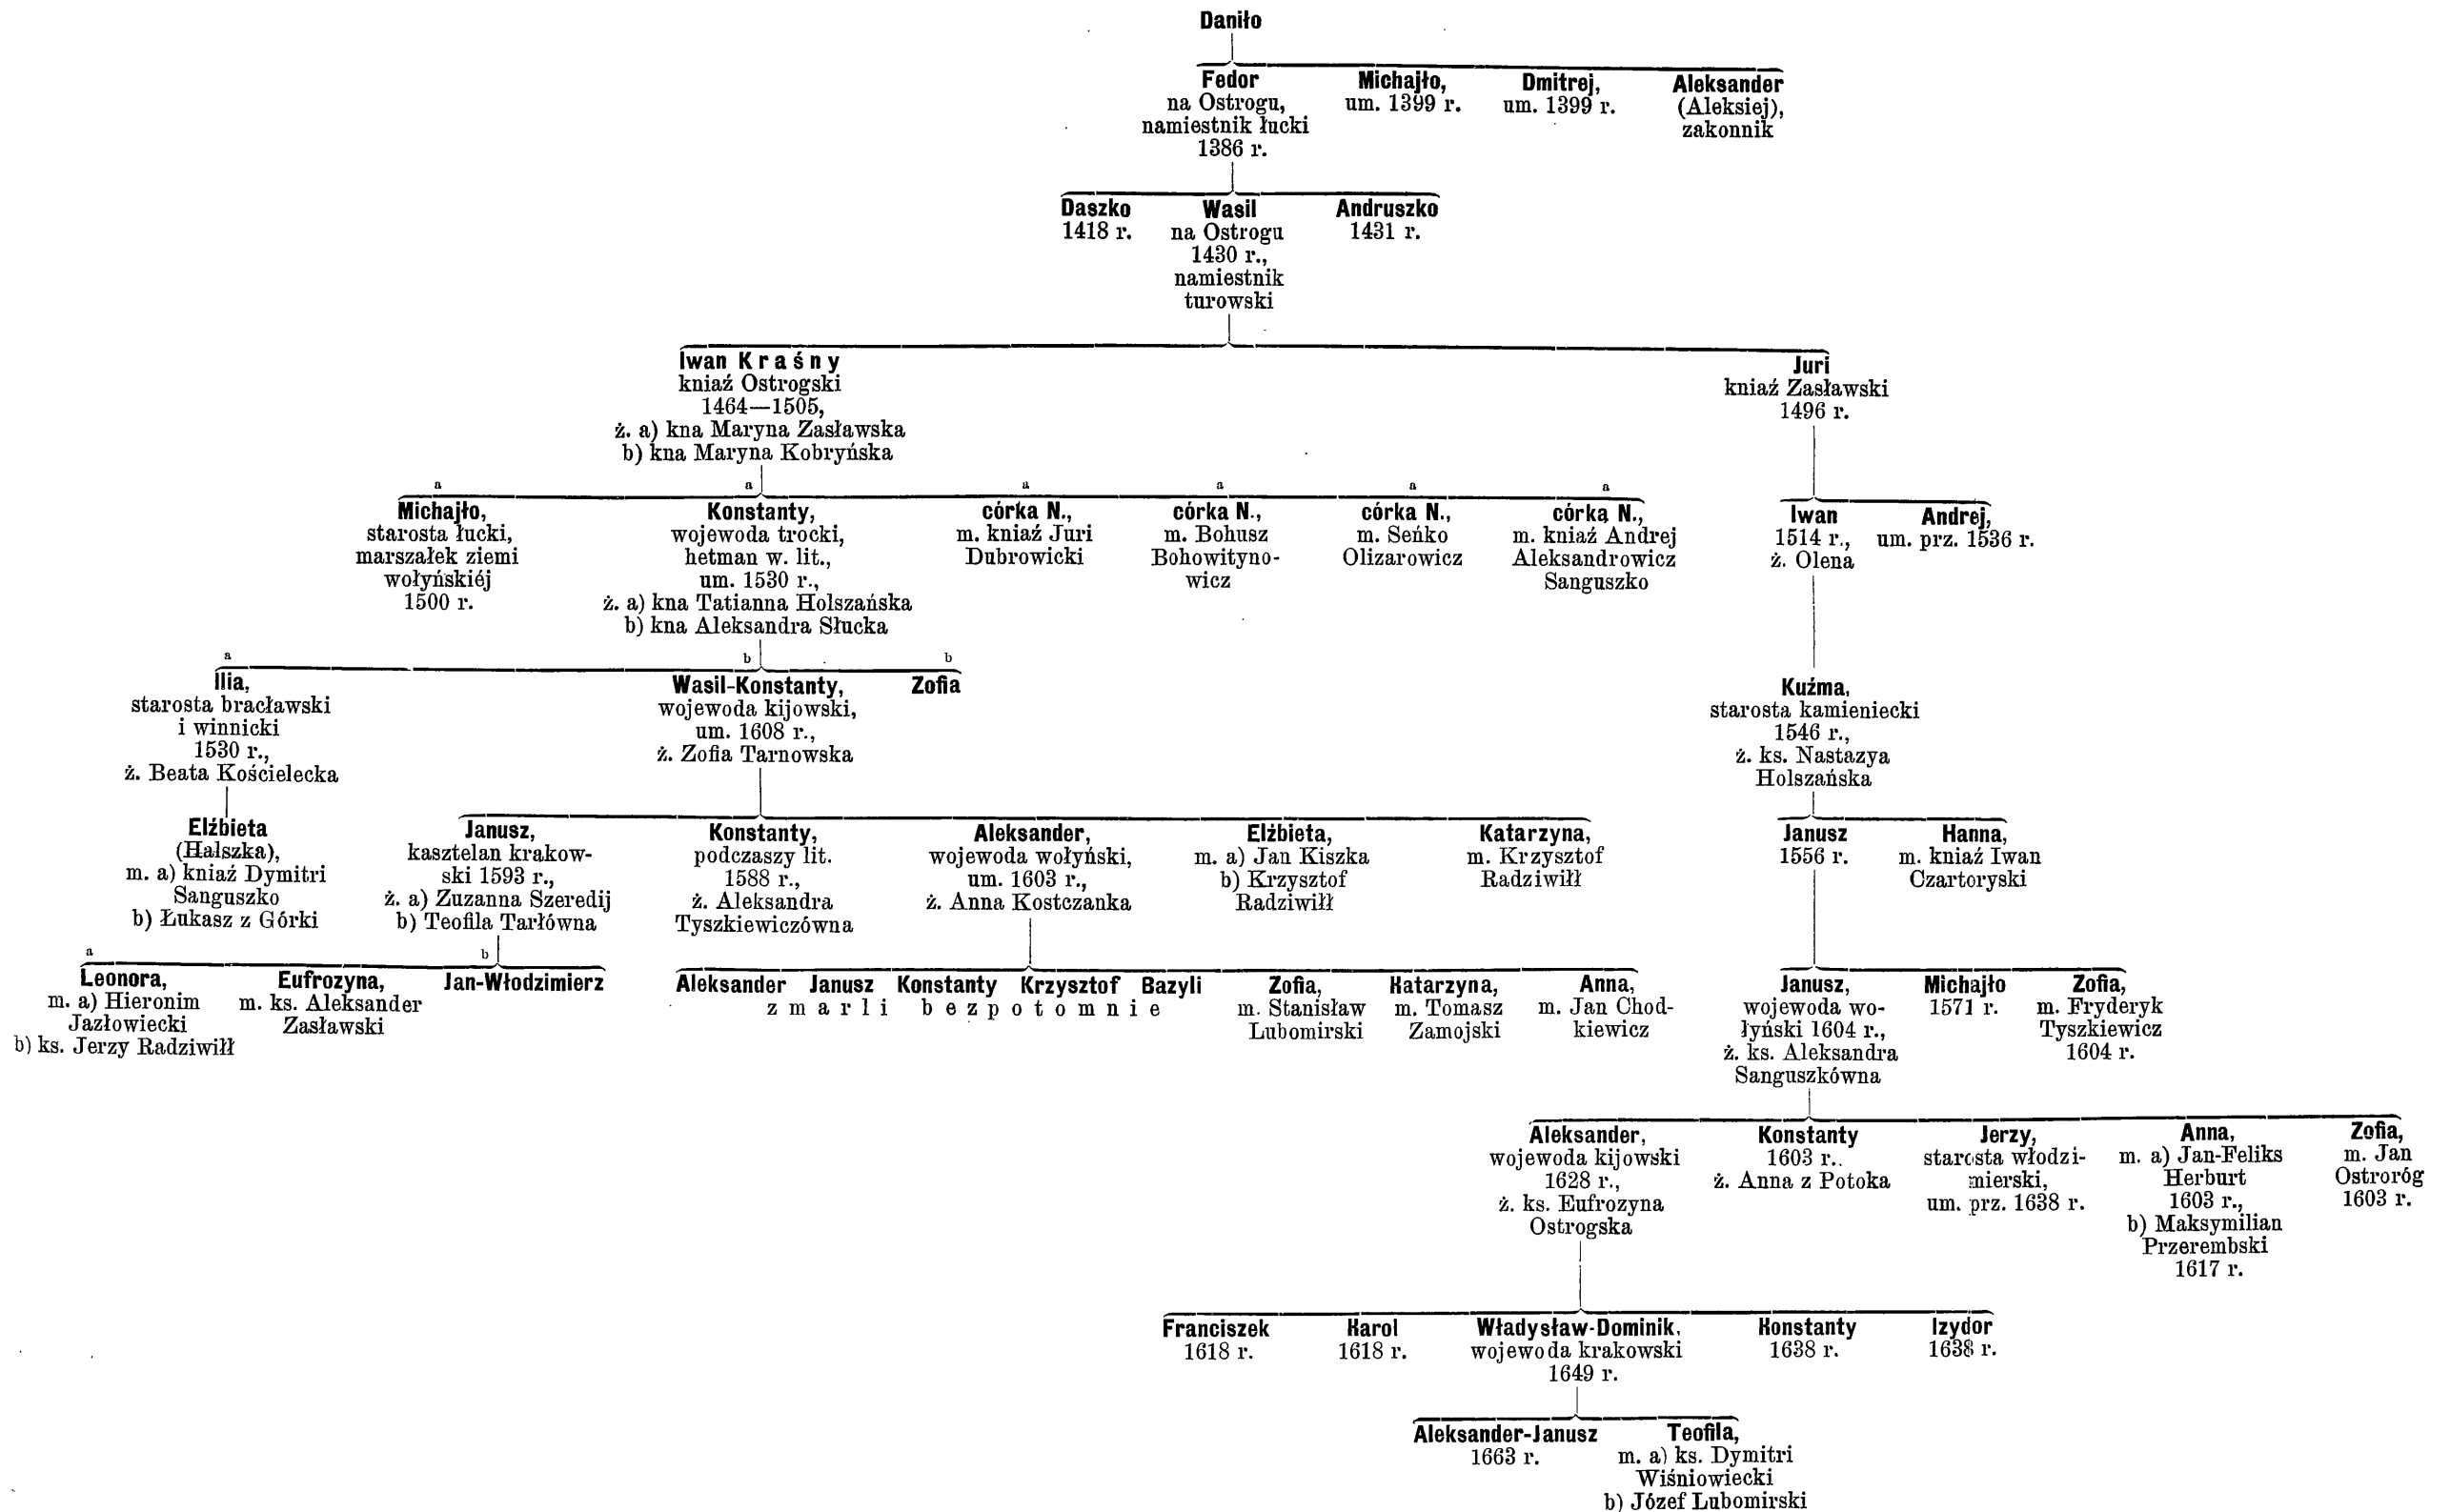 Daniło
Fedor
na Ostrogu,
namiestnik łucki
1386 r.
Michajło,
um. 1399 r.
Dmitrej,
um. 1399 r.
Aleksander
(Aleksiej),
zakonnik
Daszko
1418 r.
Wasil
na Ostrogu
1430 r.,
namiestnik
turowski
Andruszko
1431 r.
Iwan Kraśny
kniaź Ostrogski
1464—1505,
ż. a) kna Maryna Zasławska
b) kna Maryna Kobryńska
Juri
kniaź Zasławski
1496 r.
a
Michajło,
starosta łucki,
marszałek ziemi
wołyńskiéj
1500 r.
a
Konstanty,
wojewoda trocki,
hetman w. lit.,
um. 1530 r.,
ż. a) kna Tatianna Holszańska
b) kna Aleksandra Słucka
a
córka N.,
m. kniaź Juri
Dubrowicki
a
córka N.,
m. Bohusz
Bohowityno-
wicz
a
córka N.,
m. Seńko
Olizarowicz
a
córka N.,
m. kniaź Andrej
Aleksandrowicz
Sanguszko
Iwan
1514 r.,
ż. Olena
Andrej,
um. prz. 1536 r.
a
Ilia,
starosta bracławski
i winnicki
1530 r.,
ż. Beata Kościelecka
b
Wasil-Konstanty,
wojewoda kijowski,
um. 1608 r.,
ż. Zofia Tarnowska
b
Zofia
Kuźma,
starosta kamieniecki
1546 r.,
ż. ks. Nastazya
Holszańska
Elżbieta
(Halszka),
m. a) kniaź Dymitri
Sanguszko
b) Łukasz z Górki
Janusz,
kasztelan krakow-
ski 1593 r.,
ż. a) Zuzanna Szeredij
b) Teofila Tarłówna
Konstanty,
podczaszy lit.
1588 r.,
ż. Aleksandra
Tyszkiewiczówna
Aleksander,
wojewoda wołyński,
um. 1603 r.,
ż. Anna Kostczanka
Elżbieta,
m. a) Jan Kiszka
b) Krzysztof
Radziwiłł
Katarzyna,
m. Krzysztof
Radziwiłł
Janusz
1556 r.
Hanna,
m. kniaź Iwan
Czartoryski
a
Leonora,
m. a) Hieronim
Jazłowiecki
b) ks. Jerzy Radziwiłł
Eufrozyna,
m. ks. Aleksander
Zasławski
b
Jan-Włodzimierz
Aleksander Janusz Konstanty Krzysztof Bazyli
zmarli bezpotomnie
Zofia,
m. Stanisław
Lubomirski
Katarzyna,
m. Tomasz
Zamojski
Anna,
m. Jan Chod-
kiewicz
Janusz,
wojewoda wo-
łyński 1604 r.,
ż. ks. Aleksandra
Sanguszkówna
Michajło
1571 r.
Zofia,
m. Fryderyk
Tyszkiewicz
1604 r.
Aleksander,
wojewoda kijowski
1628 r.,
ż. ks. Eufrozyna
Ostrogska
Konstanty
1603 r.,
ż. Anna z Potoka
Jerzy,
starosta włodzi-
mierski,
um. prz. 1638 r.
Anna,
m. a) Jan-Feliks
Herburt
1603 r.,
b) Maksymilian
Przerembski
1617 r.
Zofia,
m. Jan
Ostroróg
1603 r.
Franciszek
1618 r.
Karol
1618 r.
Władysław-Dominik,
wojewoda krakowski
1649 r.
Konstanty
1638 r.
Izydor
1638 r.
Aleksander-Janusz
1663 r.
Teofila,
m. a) ks. Dymitri
Wiśniowiecki
b) Józef Lubomirski